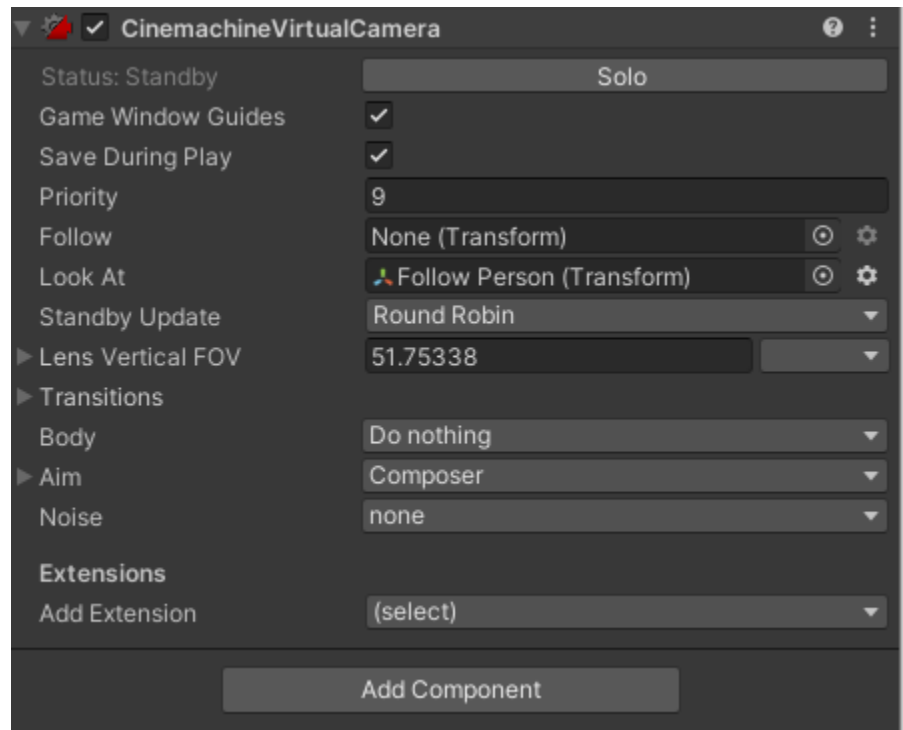 CinemachineVirtualCamera
Status: Standby Solo
Game Window Guides
Save During Play
Priority 9
Follow None (Transform)
Look At Follow Person (Transform)
Standby Update Round Robin
Lens Vertical FOV 51.75338
Transitions
Body Do nothing
Aim Composer
Noise none
Extensions
Add Extension (select)
Add Component